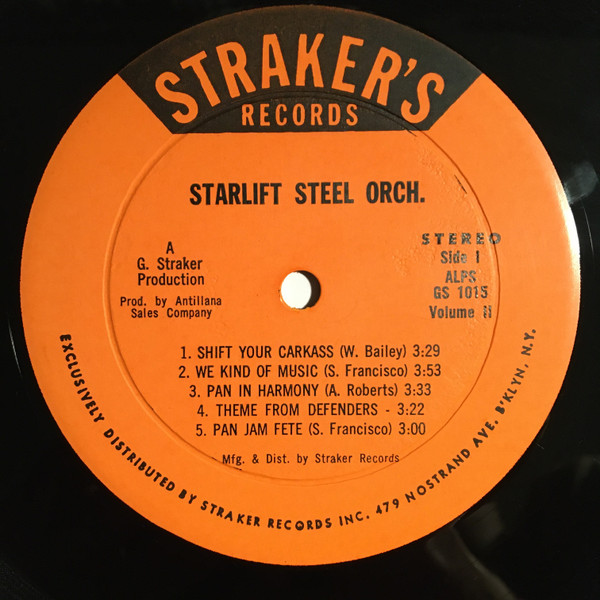 STRAKER'S
RECORDS
STARLIFT STEEL ORCH.
A
G. Straker
Production
Prod. by Antillana
Sales Company
STEREO
Side I
ALPS
GS 1015
Volume II
1. SHIFT YOUR CARKASS (W. Bailey) 3:29
2. WE KIND OF MUSIC (S. Francisco) 3:53
3. PAN IN HARMONY (A. Roberts) 3:33
4. THEME FROM DEFENDERS - 3:22
5. PAN JAM FETE (S. Francisco) 3:00
Mfg. & Dist. by Straker Records
EXCLUSIVELY DISTRIBUTED BY STRAKER RECORDS INC. 479 NOSTRAND AVE. B'KLYN, N.Y.